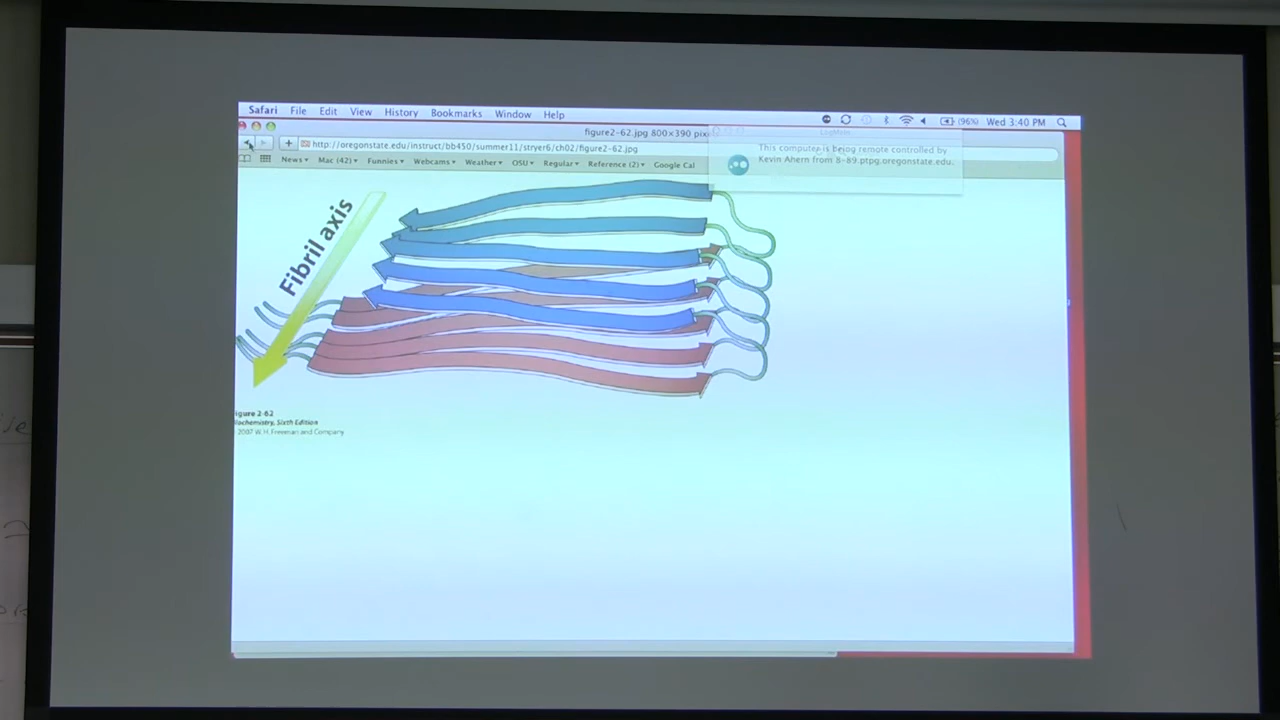 Safari File Edit View History Bookmarks Window Help
(96%) Wed 3:40 PM
figure2-62.jpg 800×390 pix
http://oregonstate.edu/instruct/bb450/summer11/stryer6/ch02/figure2-62.jpg
News Mac (42) Funnies Webcams Weather OSU Regular Reference (2) Google Cal
LogMeIn
This computer is being remote controlled by
Kevin Ahern from 8-89.ptpg.oregonstate.edu.
Fibril axis
igure 2-62
iochemistry, Sixth Edition
2007 W.H. Freeman and Company